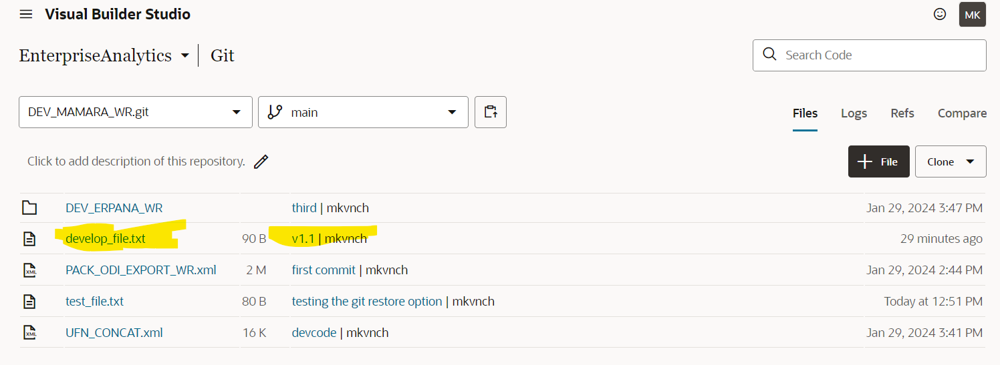 Visual Builder Studio MK
EnterpriseAnalytics Git Search Code
DEV_MAMARA_WR.git main Files Logs Refs Compare
Click to add description of this repository. File Clone
DEV_ERPANA_WR third | mkvnch Jan 29, 2024 3:47 PM
develop_file.txt 90 B v1.1 | mkvnch 29 minutes ago
XML PACK_ODI_EXPORT_WR.xml 2 M first commit | mkvnch Jan 29, 2024 2:44 PM
test_file.txt 80 B testing the git restore option | mkvnch Today at 12:51 PM
XML UFN_CONCAT.xml 16 K devcode | mkvnch Jan 29, 2024 3:41 PM